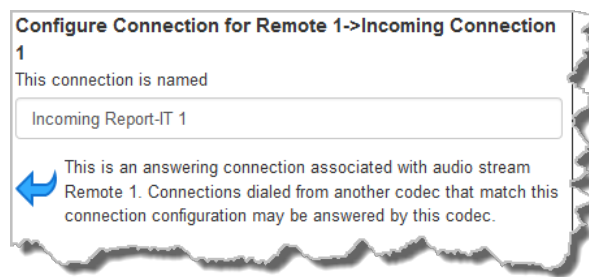 Configure Connection for Remote 1->Incoming Connection
1
This connection is named
Incoming Report-IT 1
This is an answering connection associated with audio stream
Remote 1. Connections dialed from another codec that match this
connection configuration may be answered by this codec.